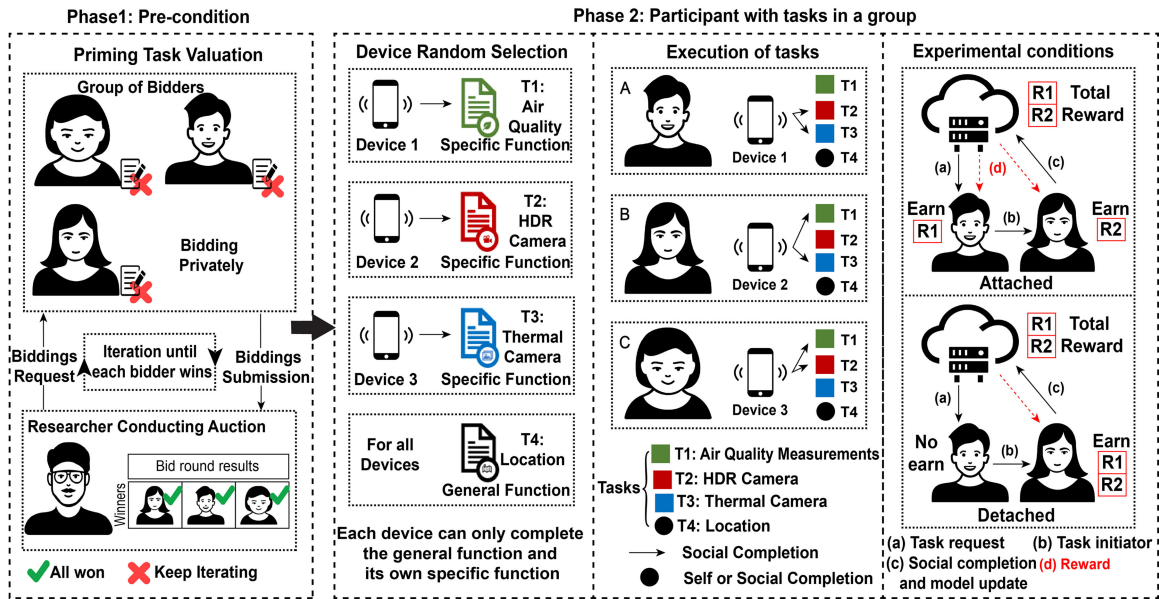 Phase1: Pre-condition
Phase 2: Participant with tasks in a group
Priming Task Valuation
Group of Bidders
Bidding
Privately
Biddings
Request
Iteration until
each bidder wins
Biddings
Submission
Researcher Conducting Auction
Bid round results
Winners
All won
Keep Iterating
Device Random Selection
Device 1
T1:
Air
Quality
Specific Function
Device 2
T2:
HDR
Camera
Specific Function
Device 3
T3:
Thermal
Camera
Specific Function
For all
Devices
T4:
Location
General Function
Each device can only complete
the general function and
its own specific function
Execution of tasks
A
Device 1
T1
T2
T3
T4
B
Device 2
T1
T2
T3
T4
C
Device 3
T1
T2
T3
T4
Tasks
T1: Air Quality Measurements
T2: HDR Camera
T3: Thermal Camera
T4: Location
Social Completion
Self or Social Completion
Experimental conditions
R1
R2
Total
Reward
(a)
(d)
(c)
Earn
R1
(b)
Earn
R2
Attached
R1
R2
Total
Reward
(a)
(c)
No
earn
(b)
Earn
R1
R2
Detached
(a) Task request
(b) Task initiator
(c) Social completion
and model update
(d) Reward